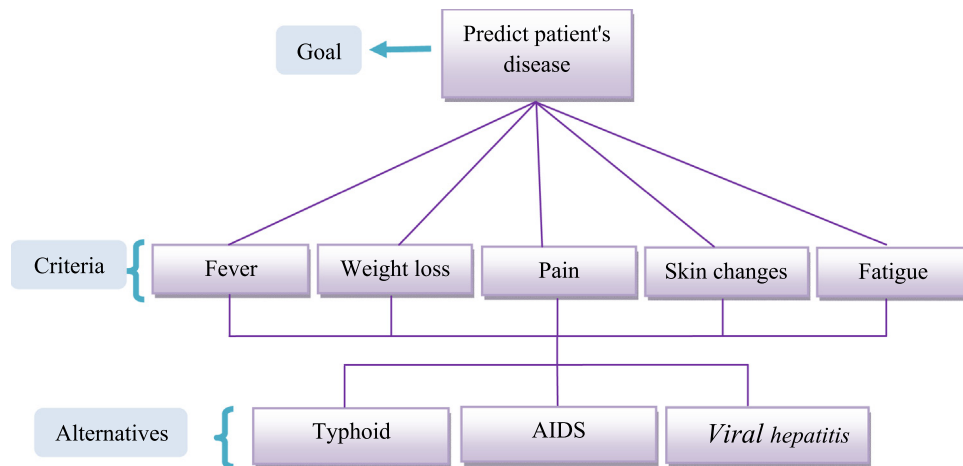 Predict patient's
disease
Goal
Criteria
Fever
Weight loss
Pain
Skin changes
Fatigue
Alternatives
Typhoid
AIDS
Viral hepatitis